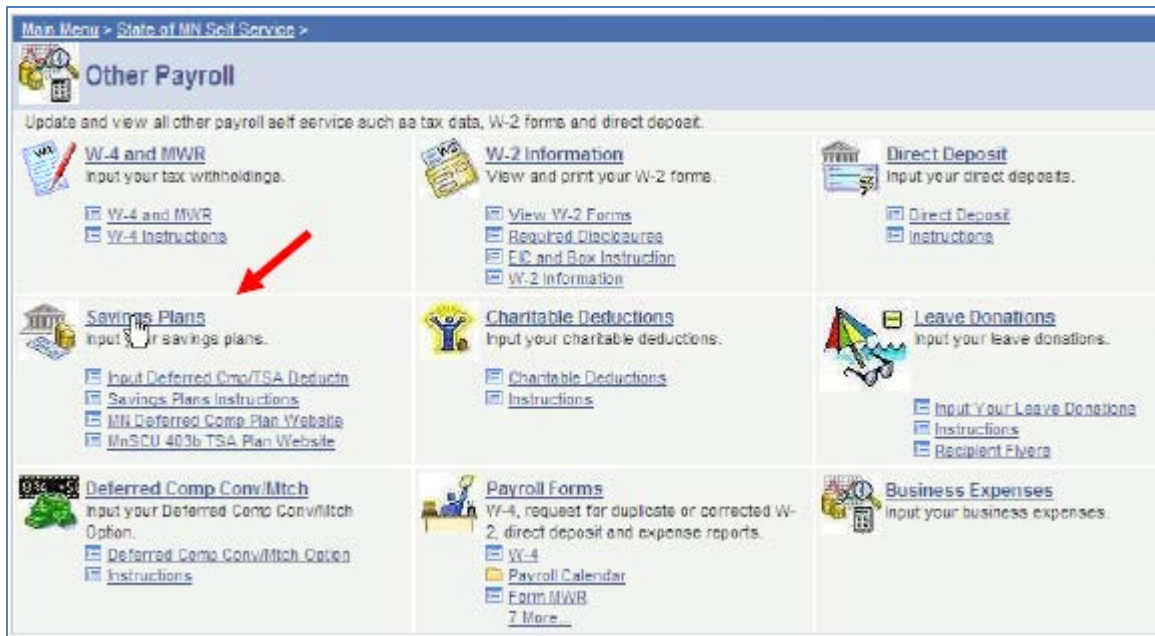 Main Menu > State of MN Self Service >
Other Payroll
Update and view all other payroll self service such as tax data, W-2 forms and direct deposit.
W-4 and MWR
Input your tax withholdings.
W-4 and MWR
W-4 Instructions
W-2 Information
View and print your W-2 forms.
View W-2 Forms
Required Disclosures
EIC and Box Instruction
W-2 Information
Direct Deposit
Input your direct deposits.
Direct Deposit
Instructions
Savings Plans
Input your savings plans.
Input Deferred Cmp/TSA Deductn
Savings Plans Instructions
MN Deferred Comp Plan Website
MnSCU 403b TSA Plan Website
Charitable Deductions
Input your charitable deductions.
Charitable Deductions
Instructions
Leave Donations
Input your leave donations.
Input Your Leave Donations
Instructions
Recipient Flyers
Deferred Comp Conv/Mtch
Input your Deferred Comp Conv/Mtch
Option.
Deferred Comp Conv/Mtch Option
Instructions
Payroll Forms
W-4, request for duplicate or corrected W-
2, direct deposit and expense reports.
W-4
Payroll Calendar
Form MWR
7 More...
Business Expenses
Input your business expenses.